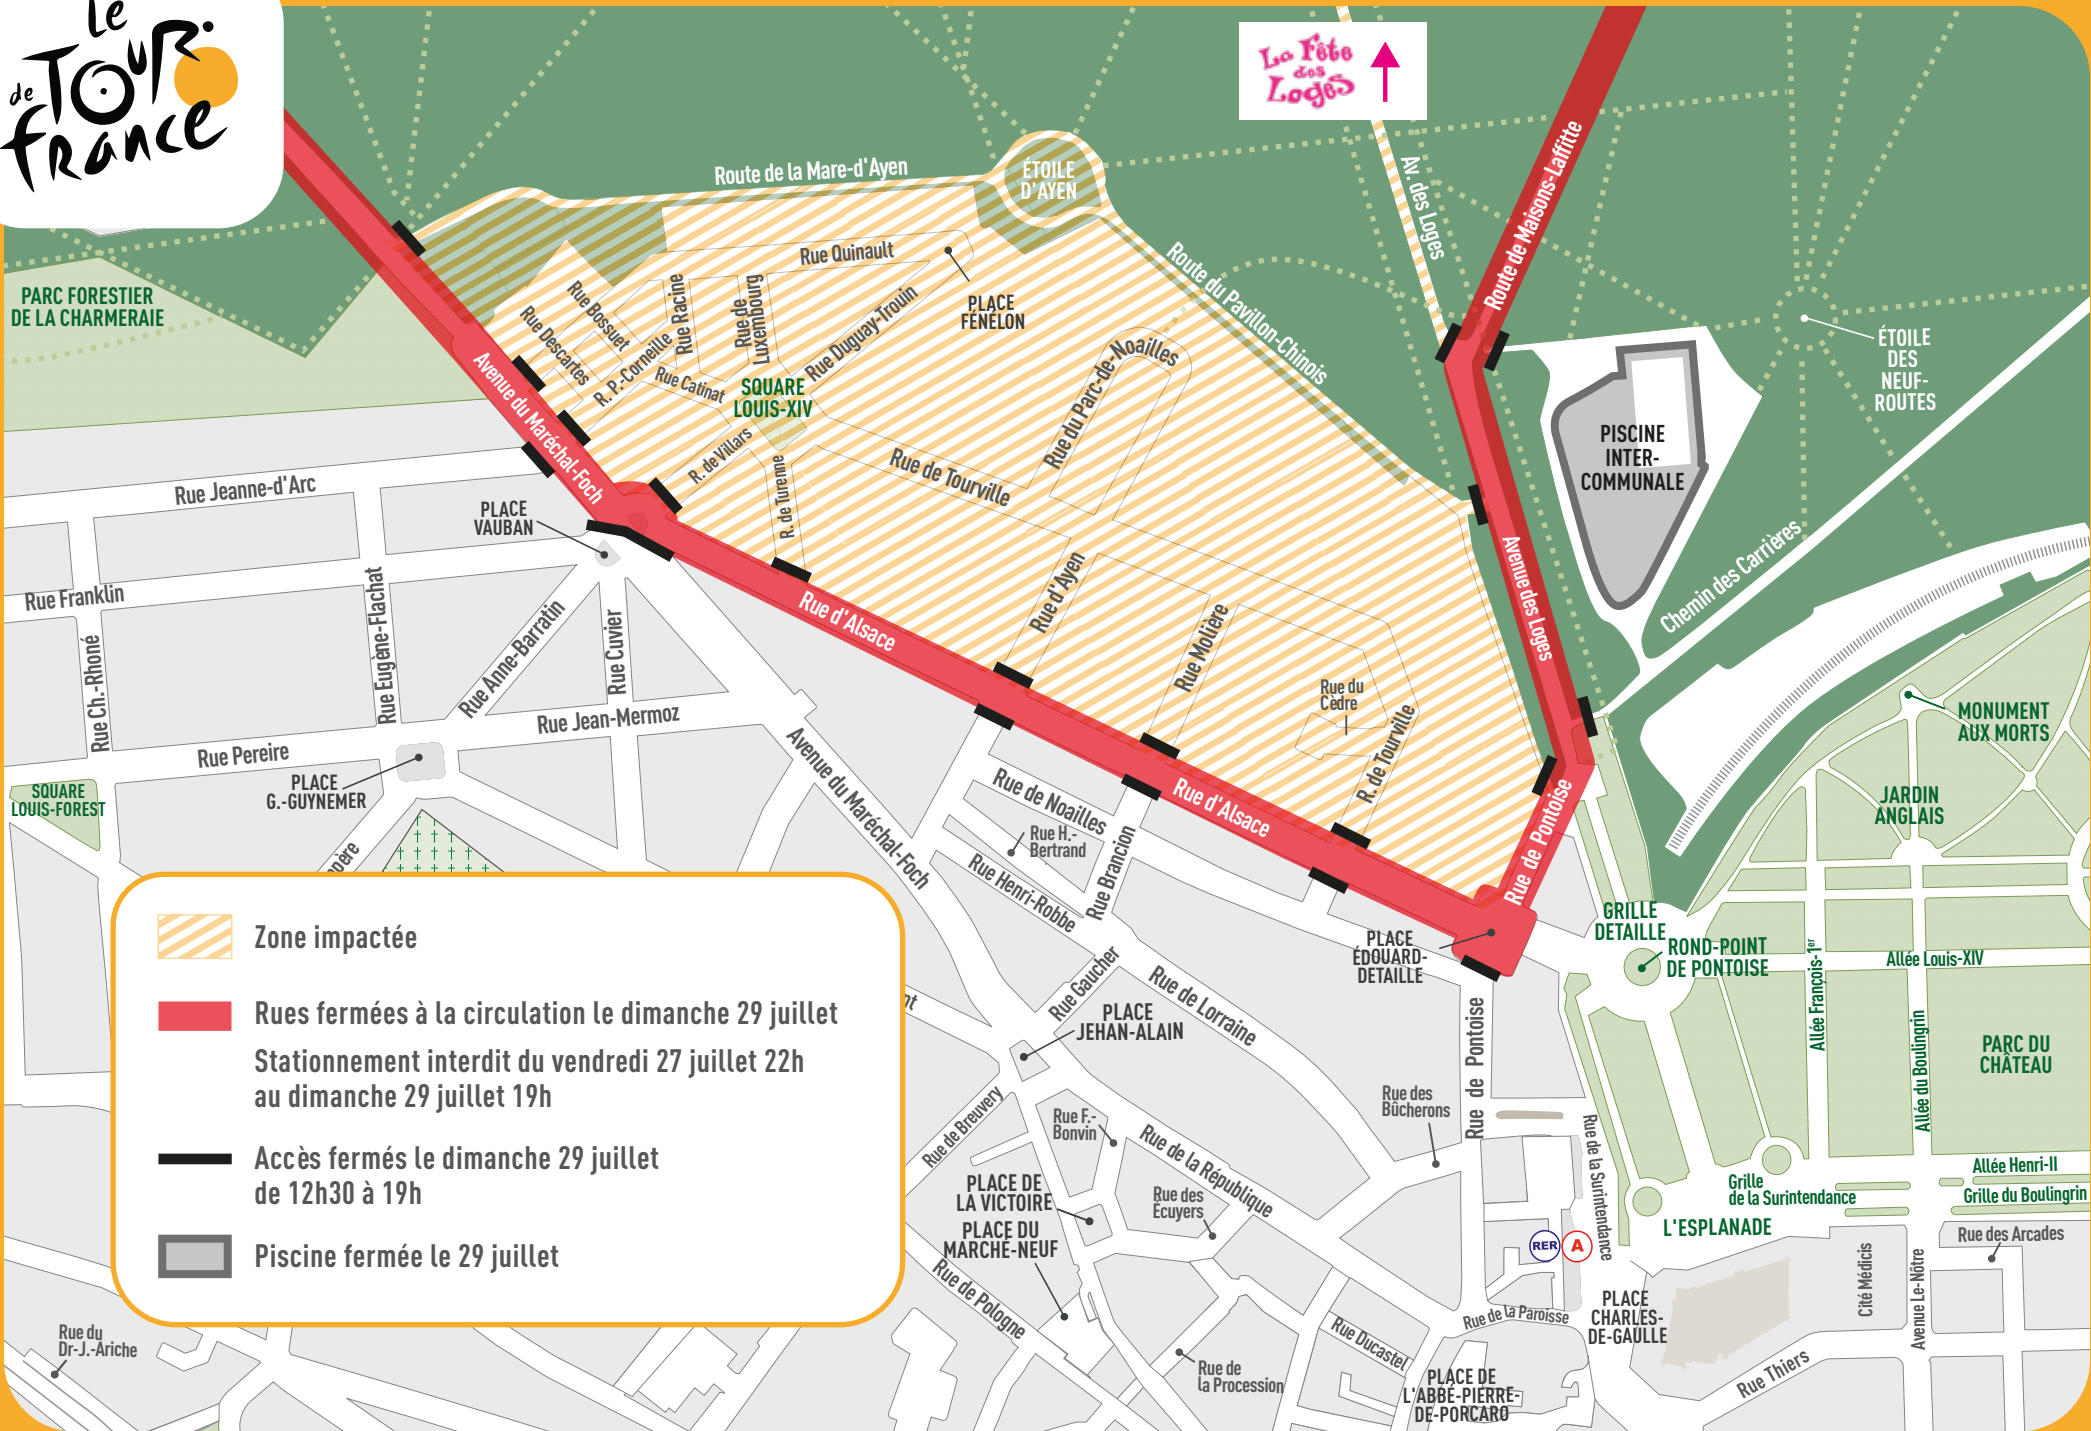 Le
de TOUR
france
La Fête
des
Loges
Route de la Mare-d'Ayen
ÉTOILE
D'AYEN
Av. des Loges
Route de Maisons-Laffitte
PARC FORESTIER
DE LA CHARMERAIE
Rue Quinault
PLACE
FÉNÉLON
Route du Pavillon-Chinois
Rue Bossuet
Rue Descartes
Rue Racine
Rue de
Luxembourg
Rue Duguay-Trouin
R. P.-Corneille
Rue Catinat
SQUARE
LOUIS-XIV
Rue du Parc-de-Noailles
ÉTOILE
DES
NEUF-
ROUTES
Avenue du Maréchal-Foch
PISCINE
INTER-
COMMUNALE
R. de Villars
R. de Turenne
Rue de Tourville
Rue Jeanne-d'Arc
PLACE
VAUBAN
Avenue des Loges
Chemin des Carrières
Rue Franklin
Rue Ch.-Rhoné
Rue Eugène-Flachat
Rue Anne-Barratin
Rue Cuvier
Rue d'Alsace
Rue d'Ayen
Rue Molière
Rue du
Cèdre
R. de Tourville
MONUMENT
AUX MORTS
Rue Jean-Mermoz
Rue Pereire
PLACE
G.-GUYNEMER
SQUARE
LOUIS-FOREST
Avenue du Maréchal-Foch
Rue de Noailles
Rue H.-
Bertrand
Rue Henri-Robbe
Rue Brancion
Rue d'Alsace
Rue de Pontoise
JARDIN
ANGLAIS
GRILLE
DETAILLE
ROND-POINT
DE PONTOISE
PLACE
ÉDOUARD-
DETAILLE
Allée François-1er
Allée Louis-XIV
Zone impactée
Rues fermées à la circulation le dimanche 29 juillet
Stationnement interdit du vendredi 27 juillet 22h
au dimanche 29 juillet 19h
Accès fermés le dimanche 29 juillet
de 12h30 à 19h
Piscine fermée le 29 juillet
Rue Gaucher
Rue de Lorraine
PLACE
JEHAN-ALAIN
Rue de Pontoise
Allée du Boulingrin
PARC DU
CHÂTEAU
Rue de Breuvery
Rue F.-
Bonvin
Rue de la République
Rue des
Bûcherons
Rue de la Surintendance
PLACE DE
LA VICTOIRE
Rue des
Écuyers
PLACE DU
MARCHÉ-NEUF
Grille
de la Surintendance
Allée Henri-II
Grille du Boulingrin
L'ESPLANADE
RER
A
Rue des Arcades
Cité Médicis
Avenue Le-Nôtre
Rue de Pologne
Rue de la Paroisse
PLACE
CHARLES-
DE-GAULLE
Rue Ducastel
Rue de
la Procession
PLACE DE
L'ABBÉ-PIERRE-
DE-PORCARO
Rue Thiers
Rue du
Dr-J.-Ariche